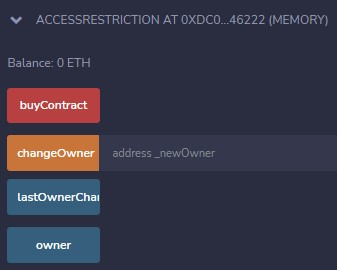 ACCESSRESTRICTION AT 0XDC0...46222 (MEMORY)
Balance: 0 ETH
buyContract
changeOwner address _newOwner
lastOwnerChan
owner